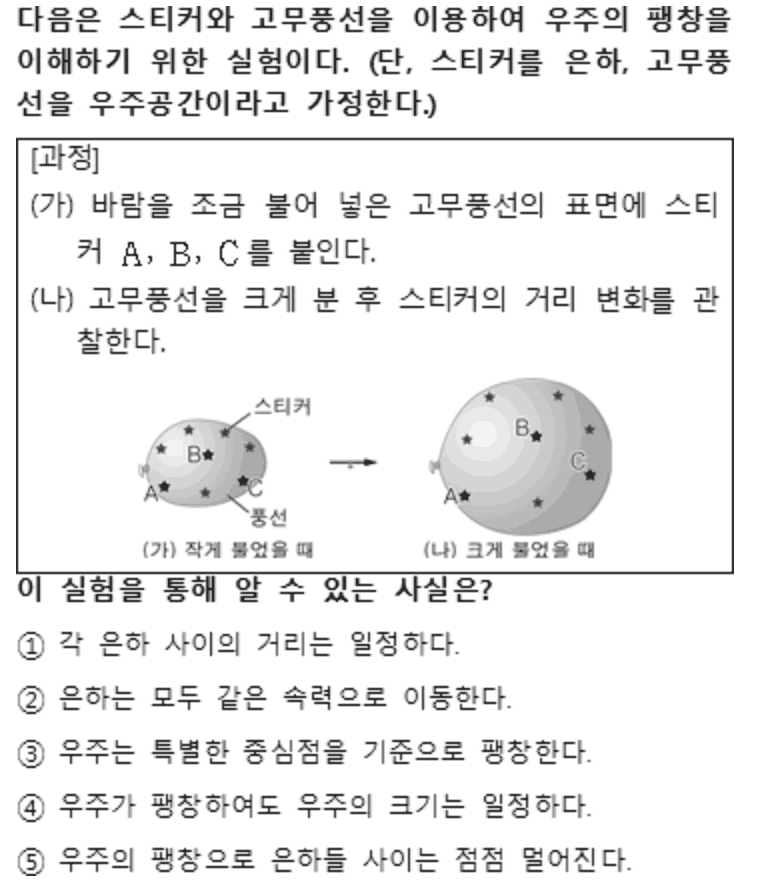 다음은 스티커와 고무풍선을 이용하여 우주의 팽창을
이해하기 위한 실험이다. (단, 스티커를 은하, 고무풍
선을 우주공간이라고 가정한다.)
[과정]
(가) 바람을 조금 불어 넣은 고무풍선의 표면에 스티
커 A, B, C를 붙인다.
(나) 고무풍선을 크게 분 후 스티커의 거리 변화를 관
찰한다.
스티커
B
A
C
풍선
(가) 작게 불었을 때
B
C
A
(나) 크게 불었을 때
이 실험을 통해 알 수 있는 사실은?
① 각 은하 사이의 거리는 일정하다.
② 은하는 모두 같은 속력으로 이동한다.
③ 우주는 특별한 중심점을 기준으로 팽창한다.
④ 우주가 팽창하여도 우주의 크기는 일정하다.
⑤ 우주의 팽창으로 은하들 사이는 점점 멀어진다.